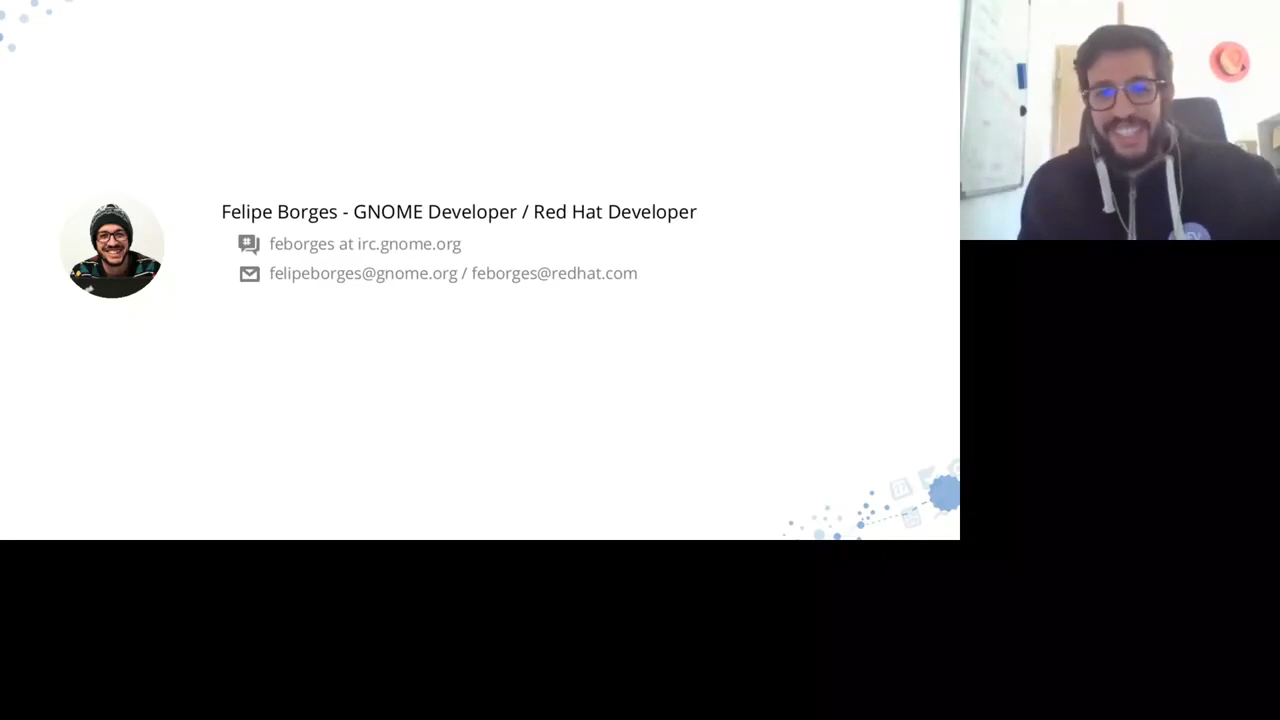 Felipe Borges - GNOME Developer / Red Hat Developer
feborges at irc.gnome.org
felipeborges@gnome.org / feborges@redhat.com